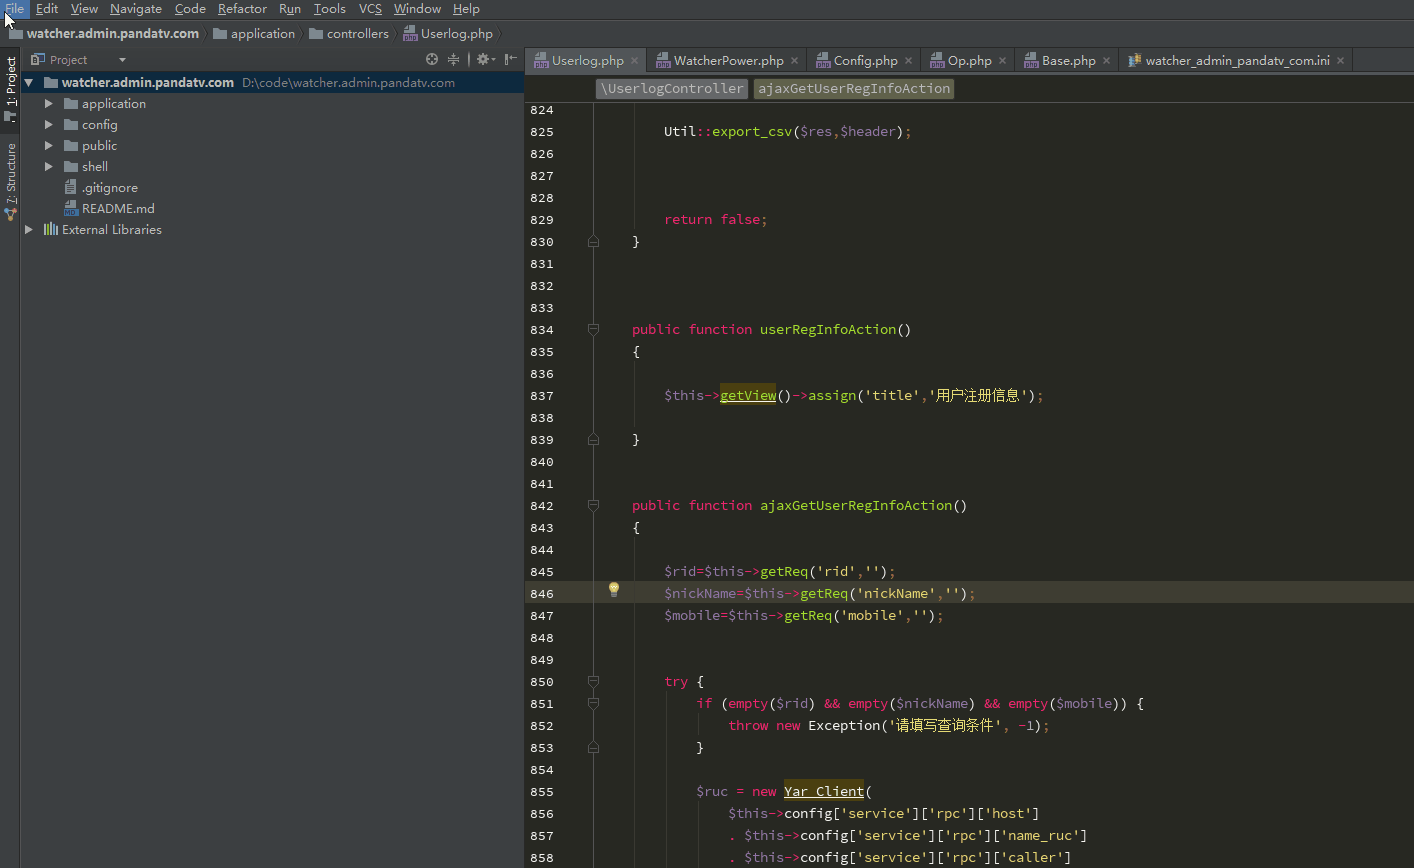 File Edit View Navigate Code Refactor Run Tools VCS Window Help
watcher.admin.pandatv.com application controllers Userlog.php
1: Project
7: Structure
Project
watcher.admin.pandatv.com D:\code\watcher.admin.pandatv.com
application
config
public
shell
.gitignore
README.md
External Libraries
Userlog.php WatcherPower.php Config.php Op.php Base.php watcher_admin_pandatv_com.ini
\UserlogController ajaxGetUserRegInfoAction
824
825 Util::export_csv($res,$header);
826
827
828
829 return false;
830 }
831
832
833
834 public function userRegInfoAction()
835 {
836
837 $this->getView()->assign('title','用户注册信息');
838
839 }
840
841
842 public function ajaxGetUserRegInfoAction()
843 {
844
845 $rid=$this->getReq('rid','');
846 $nickName=$this->getReq('nickName','');
847 $mobile=$this->getReq('mobile','');
848
849
850 try {
851 if (empty($rid) && empty($nickName) && empty($mobile)) {
852 throw new Exception('请填写查询条件', -1);
853 }
854
855 $ruc = new Yar_Client(
856 $this->config['service']['rpc']['host']
857 . $this->config['service']['rpc']['name_ruc']
858 . $this->config['service']['rpc']['caller']